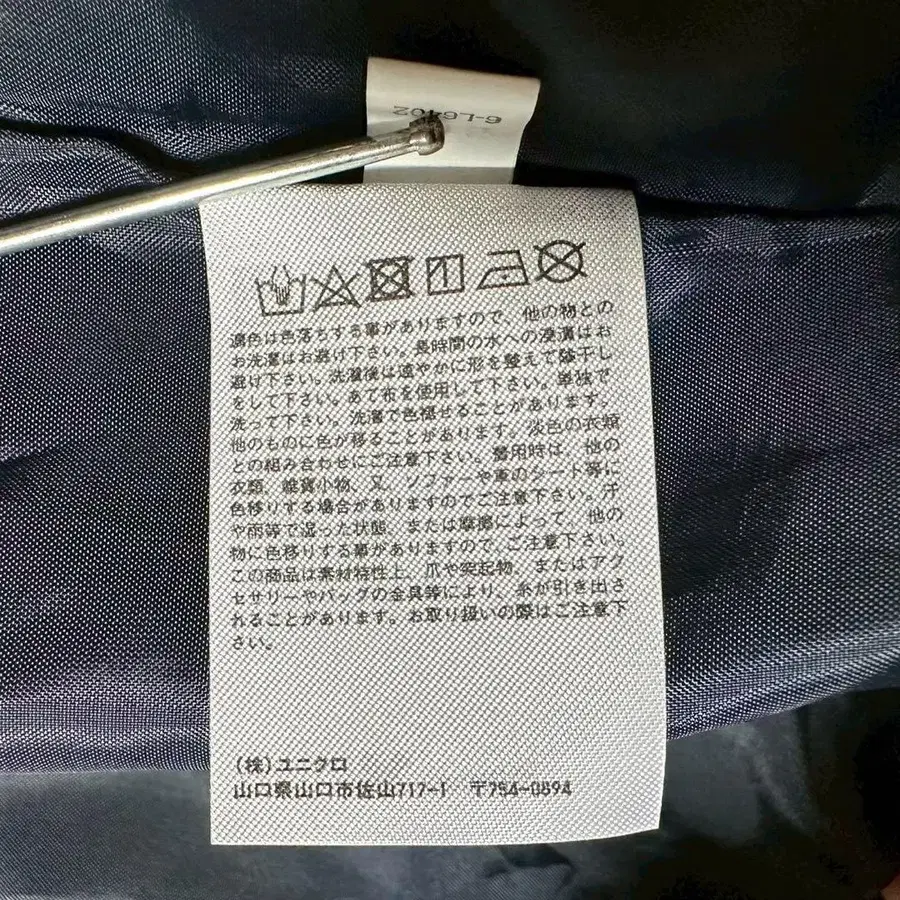 6-L6402
濃色は色落ちする事がありますので、他の物との
お洗濯はお避け下さい。長時間の水への浸漬はお
避け下さい。洗濯後は速やかに形を整えて陰干し
をして下さい。あて布を使用して下さい。単独で
洗って下さい。洗濯で色褪せることがあります。
他のものに色が移ることがあります。淡色の衣類
との組み合わせにご注意下さい。着用時は、他の
衣類、雑貨小物、又、ソファーや車のシート等に
色移りする場合がありますのでご注意下さい。汗
や雨等で湿った状態、または摩擦によって、他の
物に色移りする事がありますので、ご注意下さい。
この商品は素材特性上、爪や突起物、またはアク
セサリーやバッグの金具等により、糸が引き出さ
れることがあります。お取り扱いの際はご注意下
さい。
(株)ユニクロ
山口県山口市佐山717-1 〒754-0894